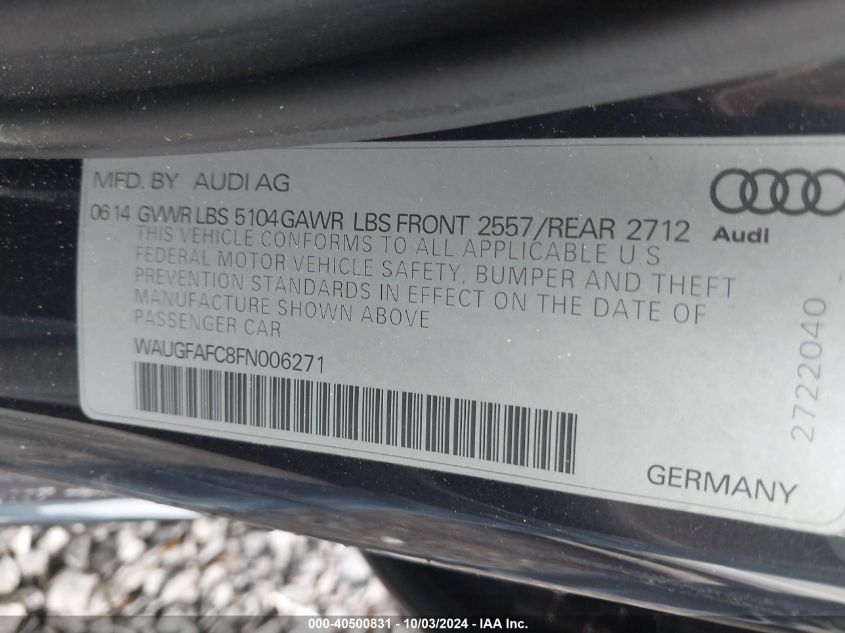 MFD. BY AUDI AG
0614 GVWR LBS 5104 GAWR LBS FRONT 2557/REAR 2712
Audi
THIS VEHICLE CONFORMS TO ALL APPLICABLE U.S.
FEDERAL MOTOR VEHICLE SAFETY, BUMPER AND THEFT
PREVENTION STANDARDS IN EFFECT ON THE DATE OF
MANUFACTURE SHOWN ABOVE
PASSENGER CAR
WAUGFAFC8FN006271
2722040
GERMANY
000-40500831 - 10/03/2024 - IAA Inc.